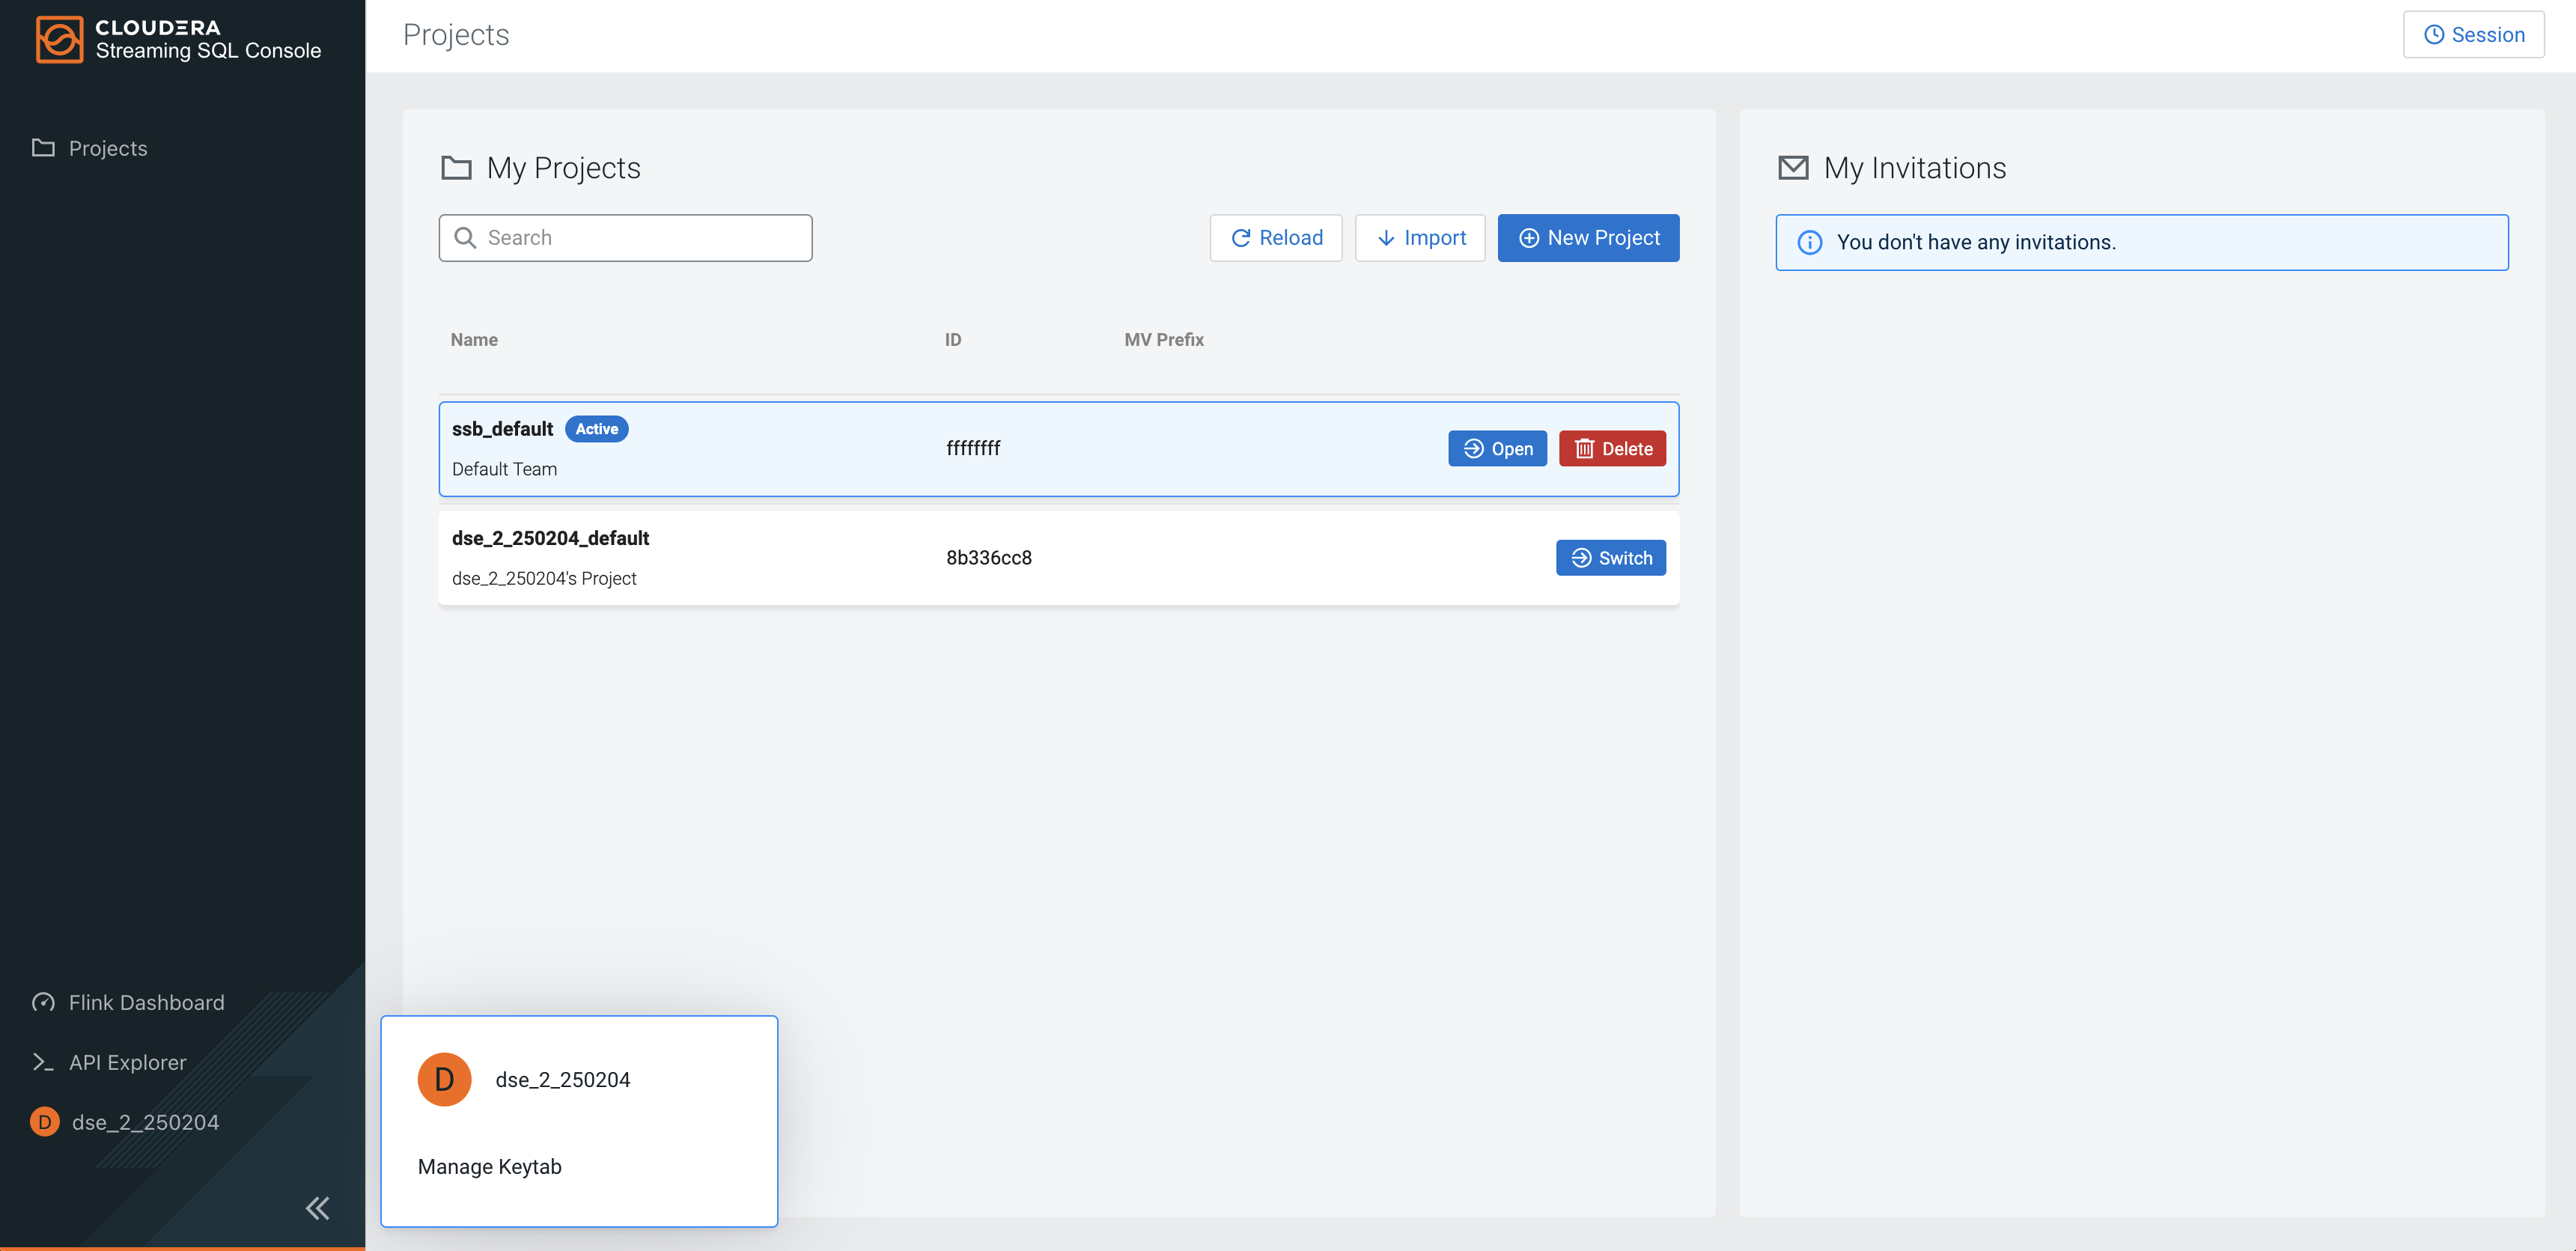 CLOUDERA
Streaming SQL Console
Projects
Projects
Session
My Projects
Search
Reload
Import
New Project
Name ID MV Prefix
ssb_default Active
Default Team
ffffffff
Open
Delete
dse_2_250204_default
dse_2_250204's Project
8b336cc8
Switch
My Invitations
You don't have any invitations.
Flink Dashboard
API Explorer
D dse_2_250204
D dse_2_250204
Manage Keytab